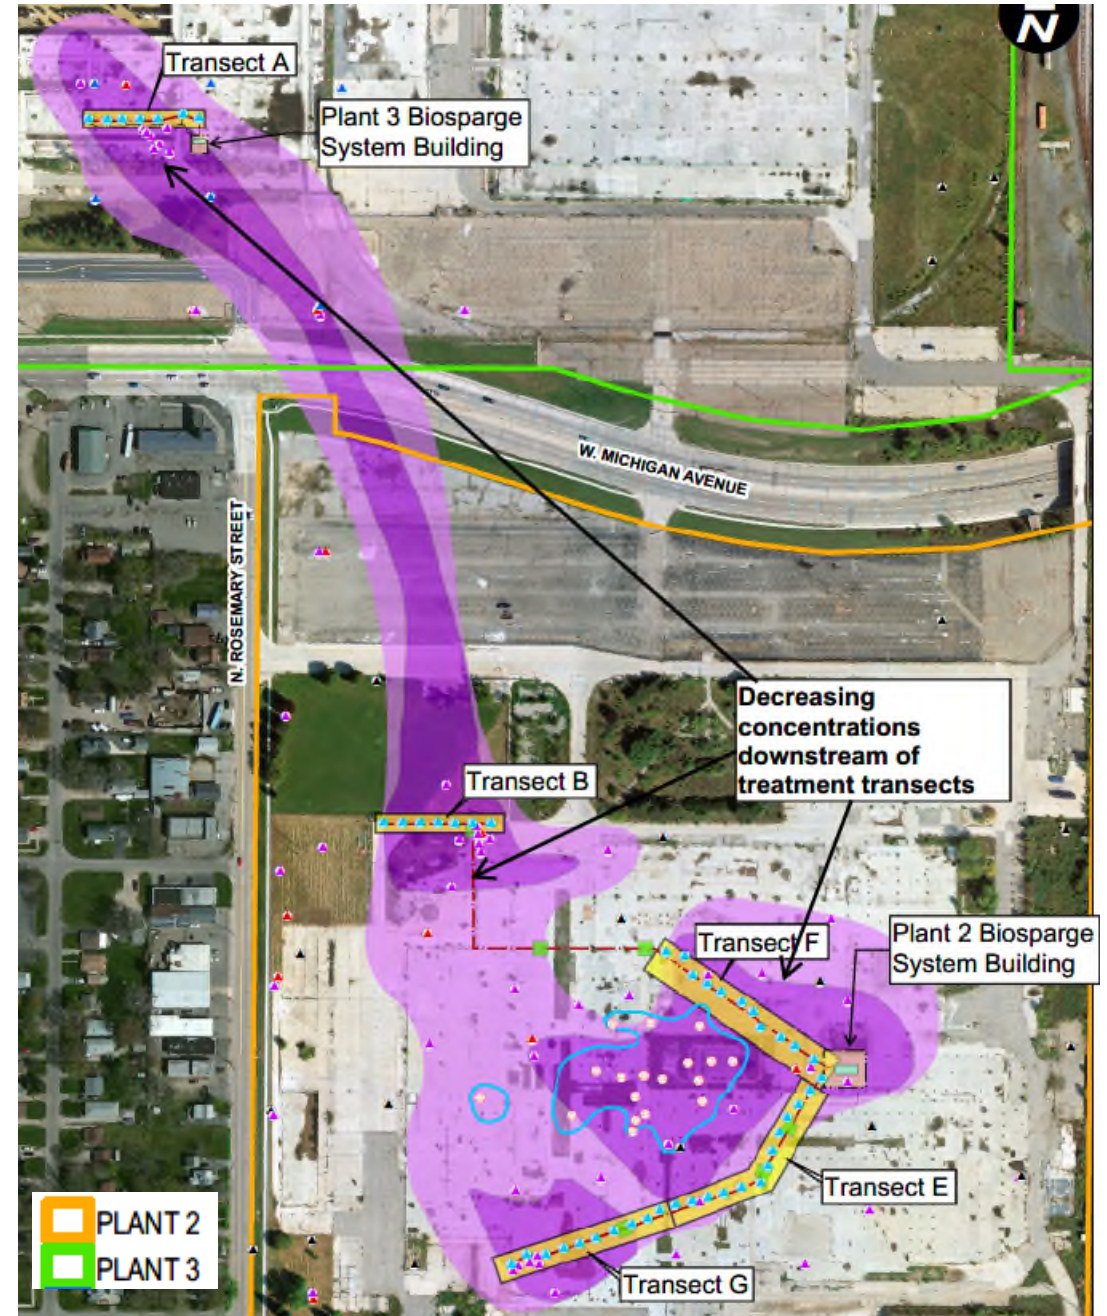 N
Transect A
Plant 3 Biosparge
System Building
W. MICHIGAN AVENUE
N. ROSEMARY STREET
Decreasing
concentrations
downstream of
treatment transects
Transect B
Transect F
Plant 2 Biosparge
System Building
Transect E
Transect G
PLANT 2
PLANT 3